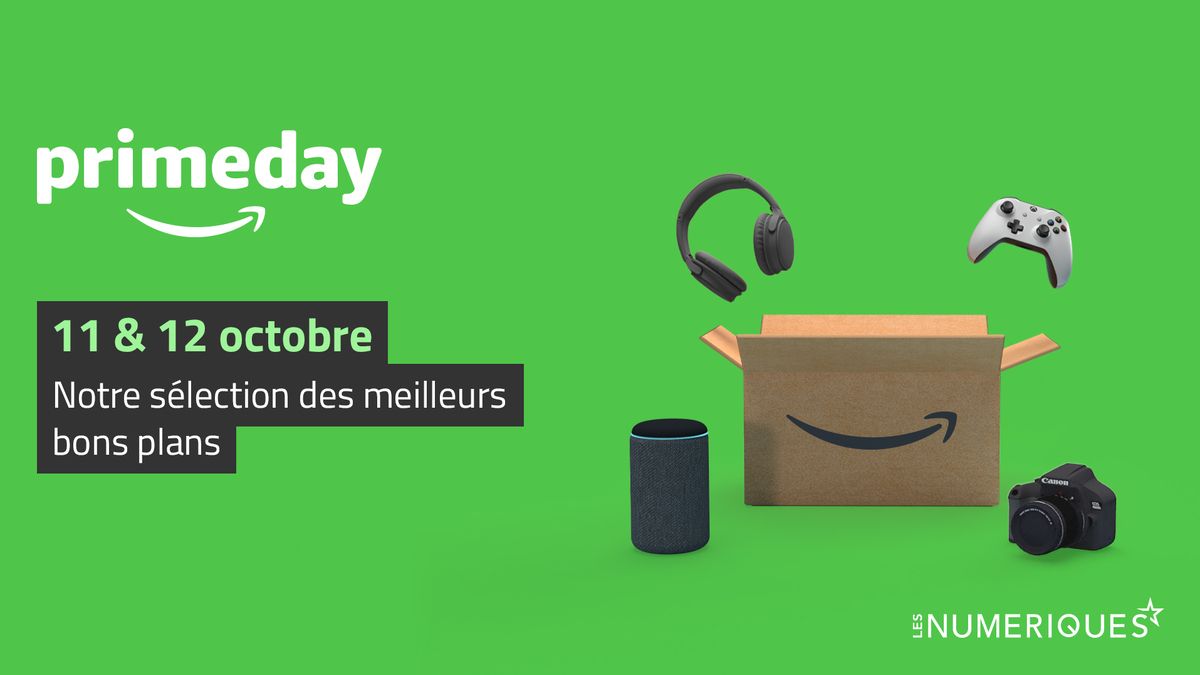 primeday
11 & 12 octobre
Notre sélection des meilleurs
bons plans
Canon
LES NUMERIQUES